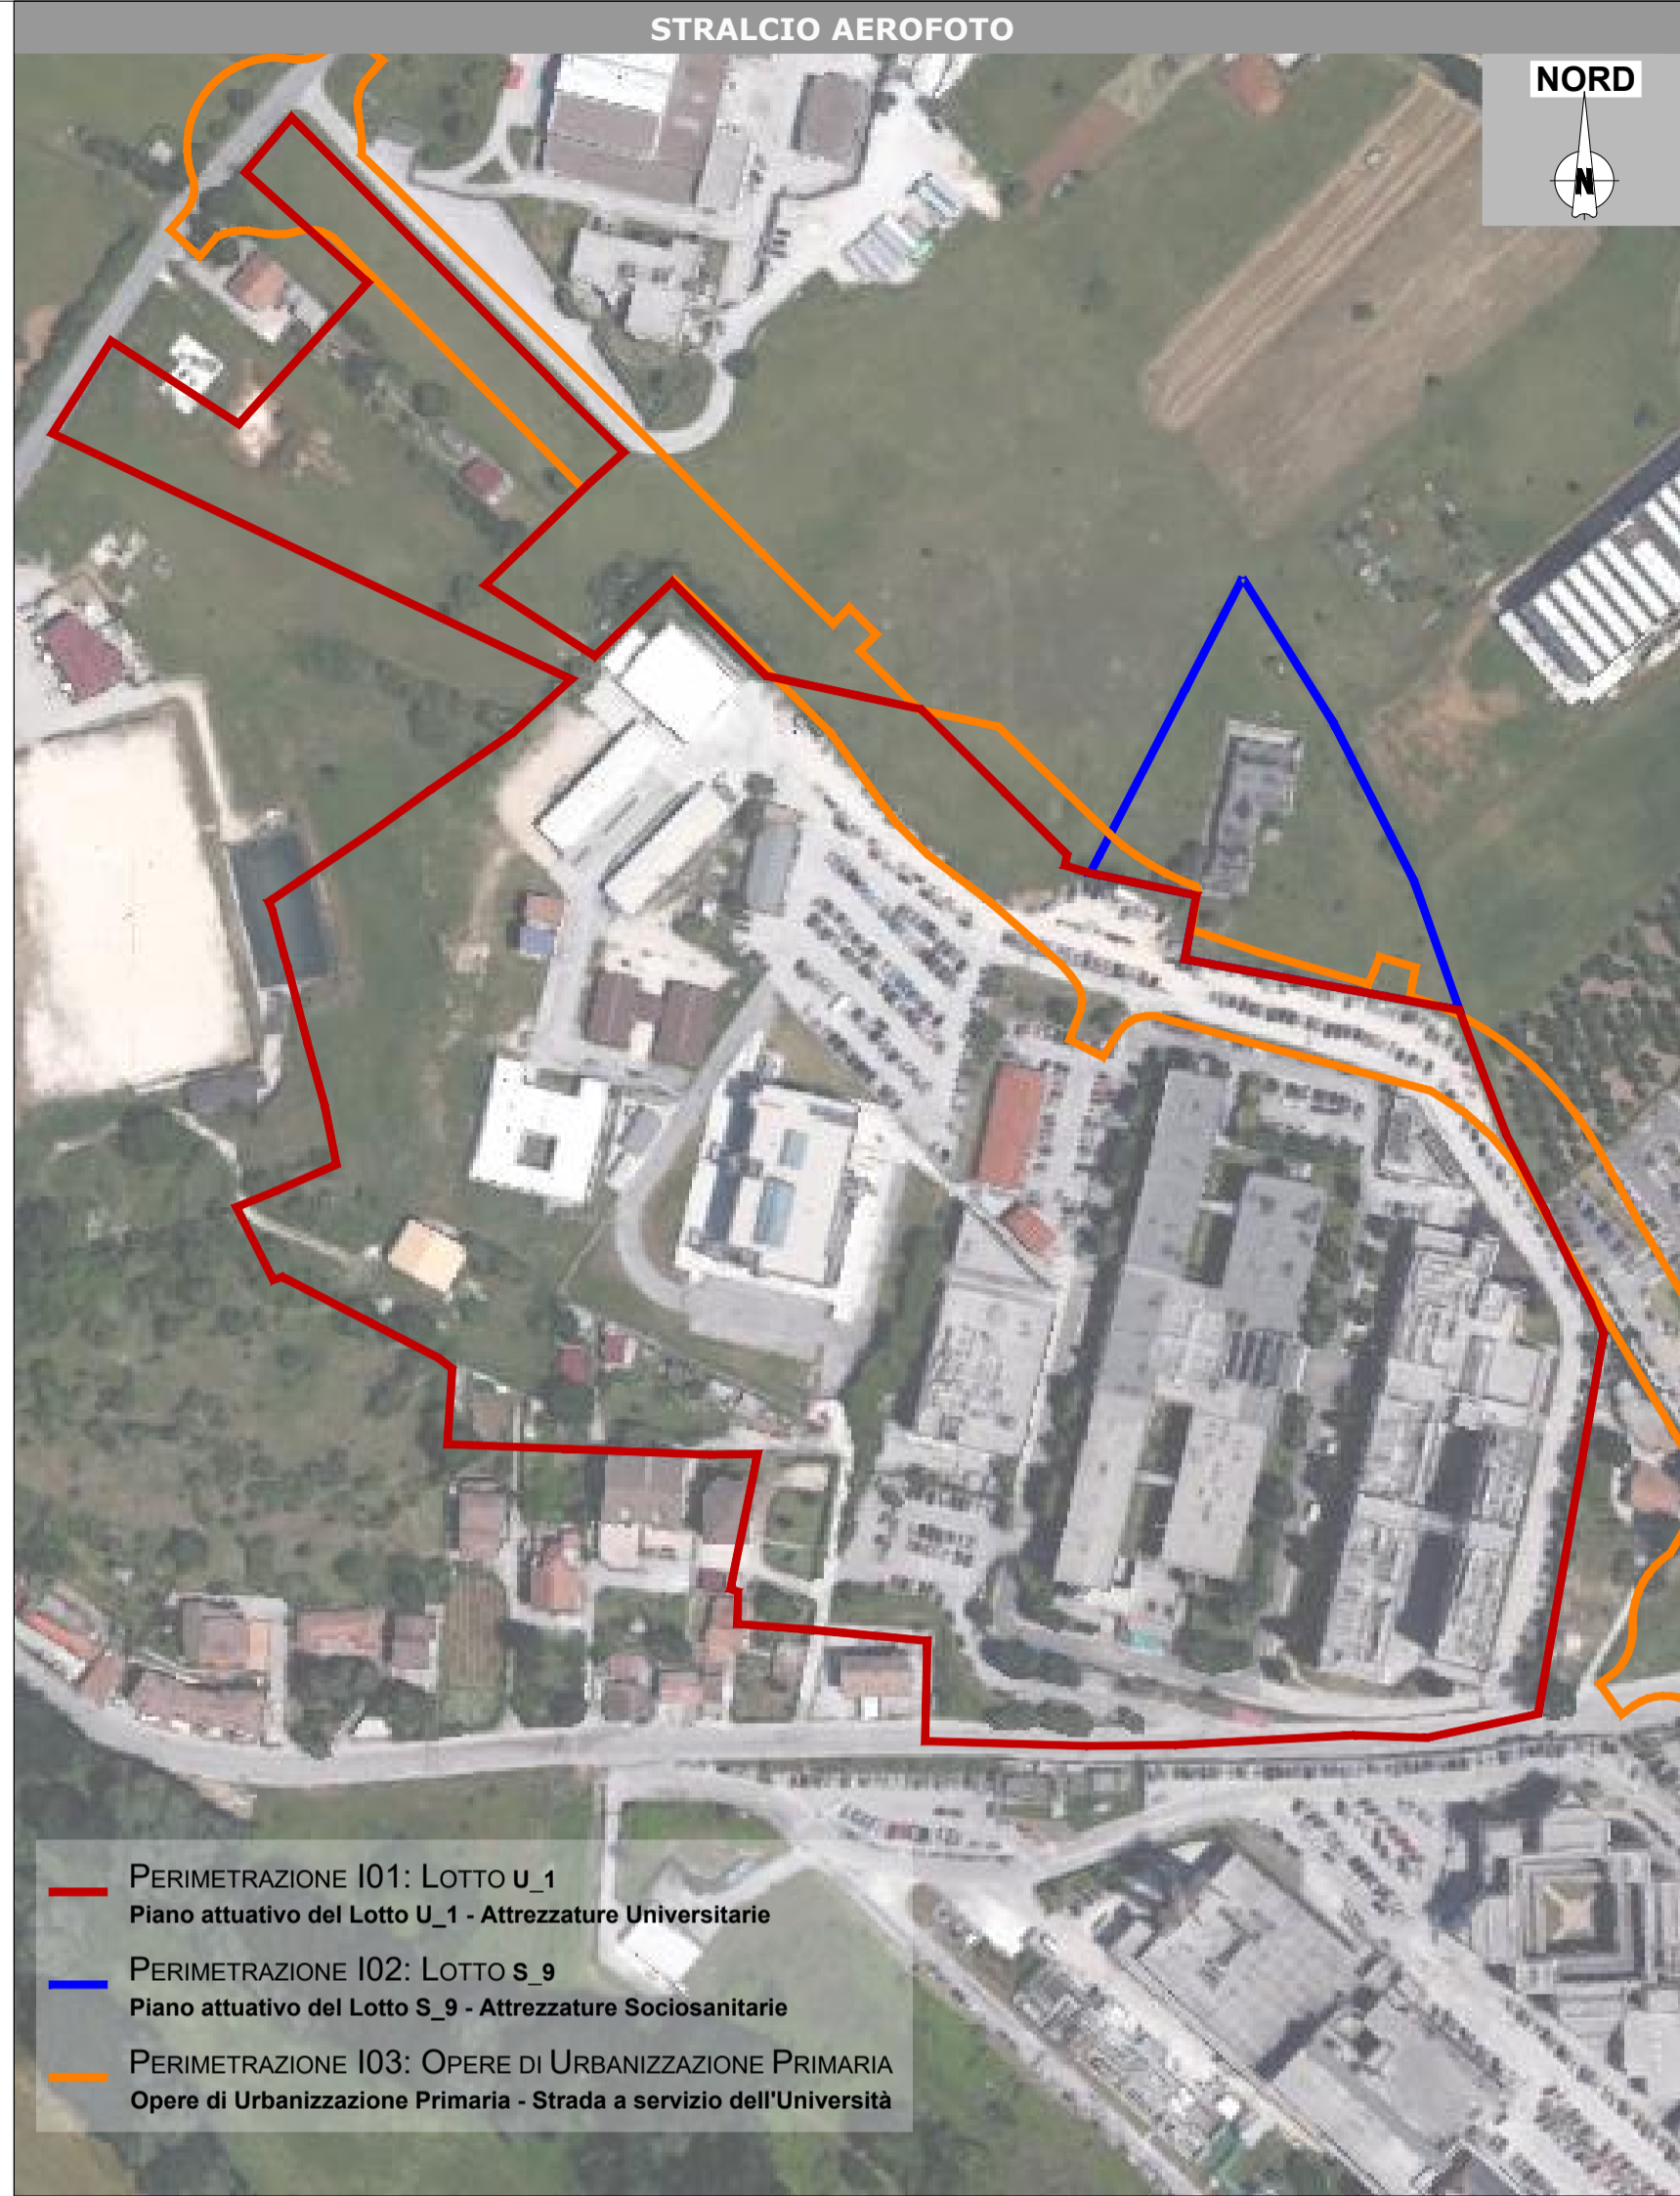 STRALCIO AEROFOTO
NORD
N
PERIMETRAZIONE I01: LOTTO U_1
Piano attuativo del Lotto U_1 - Attrezzature Universitarie
PERIMETRAZIONE I02: LOTTO S_9
Piano attuativo del Lotto S_9 - Attrezzature Sociosanitarie
PERIMETRAZIONE I03: OPERE DI URBANIZZAZIONE PRIMARIA
Opere di Urbanizzazione Primaria - Strada a servizio dell'Università